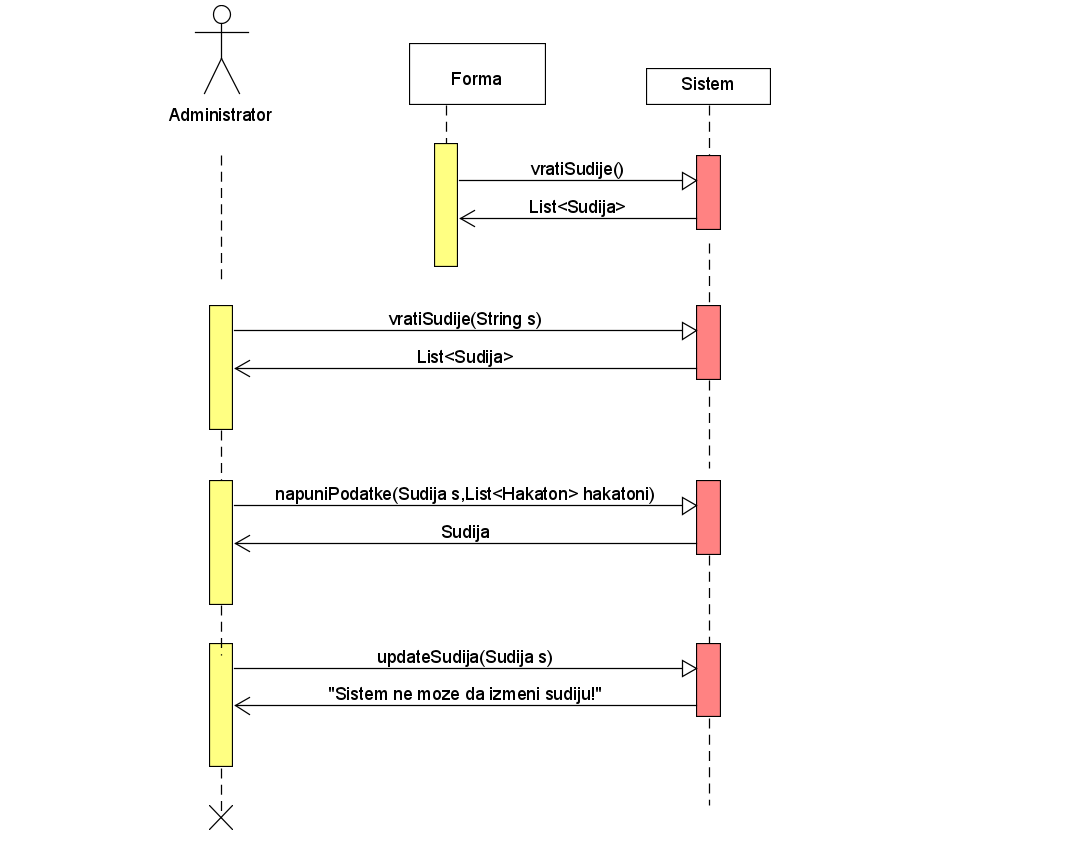 Administrator
Forma
Sistem
vratiSudije()
List<Sudija>
vratiSudije(String s)
List<Sudija>
napuniPodatke(Sudija s,List<Hakaton> hakatoni)
Sudija
updateSudija(Sudija s)
"Sistem ne moze da izmeni sudiju!"